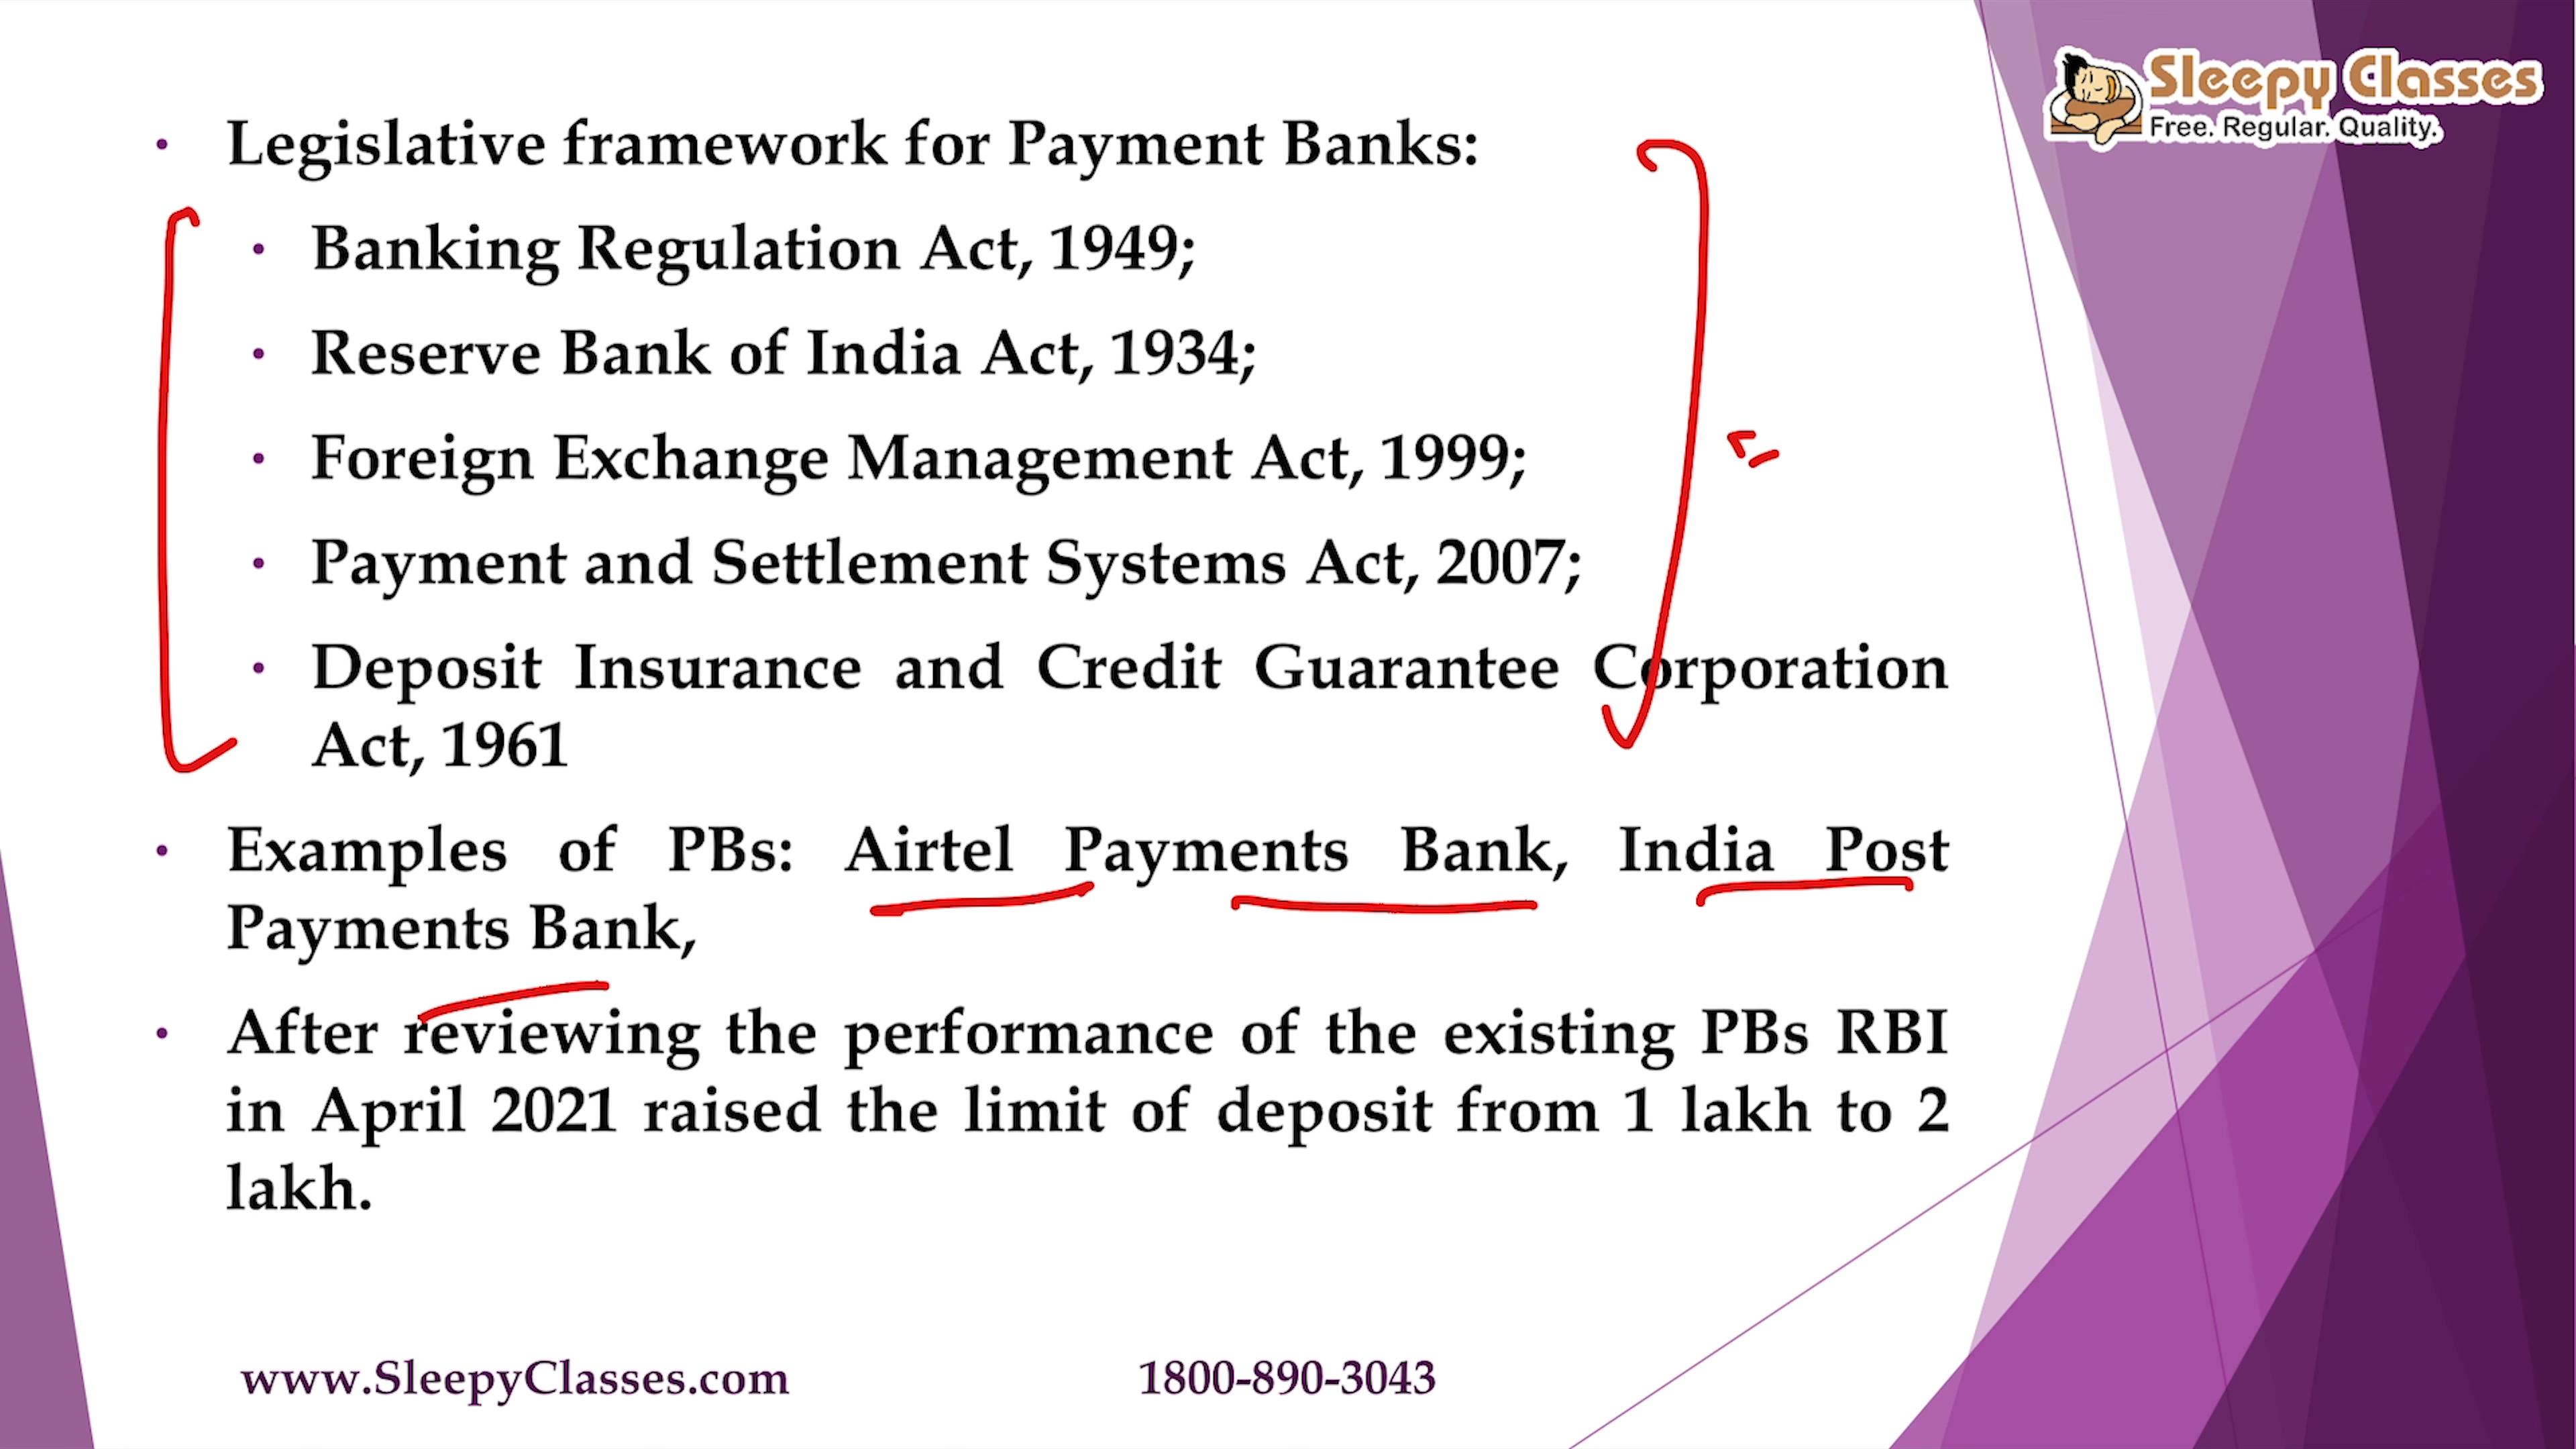 Sleepy Classes
Free. Regular. Quality.
• Legislative framework for Payment Banks:
• Banking Regulation Act, 1949;
• Reserve Bank of India Act, 1934;
• Foreign Exchange Management Act, 1999;
• Payment and Settlement Systems Act, 2007;
• Deposit Insurance and Credit Guarantee Corporation
Act, 1961
• Examples of PBs: Airtel Payments Bank, India Post
Payments Bank,
• After reviewing the performance of the existing PBs RBI
in April 2021 raised the limit of deposit from 1 lakh to 2
lakh.
www.SleepyClasses.com 1800-890-3043